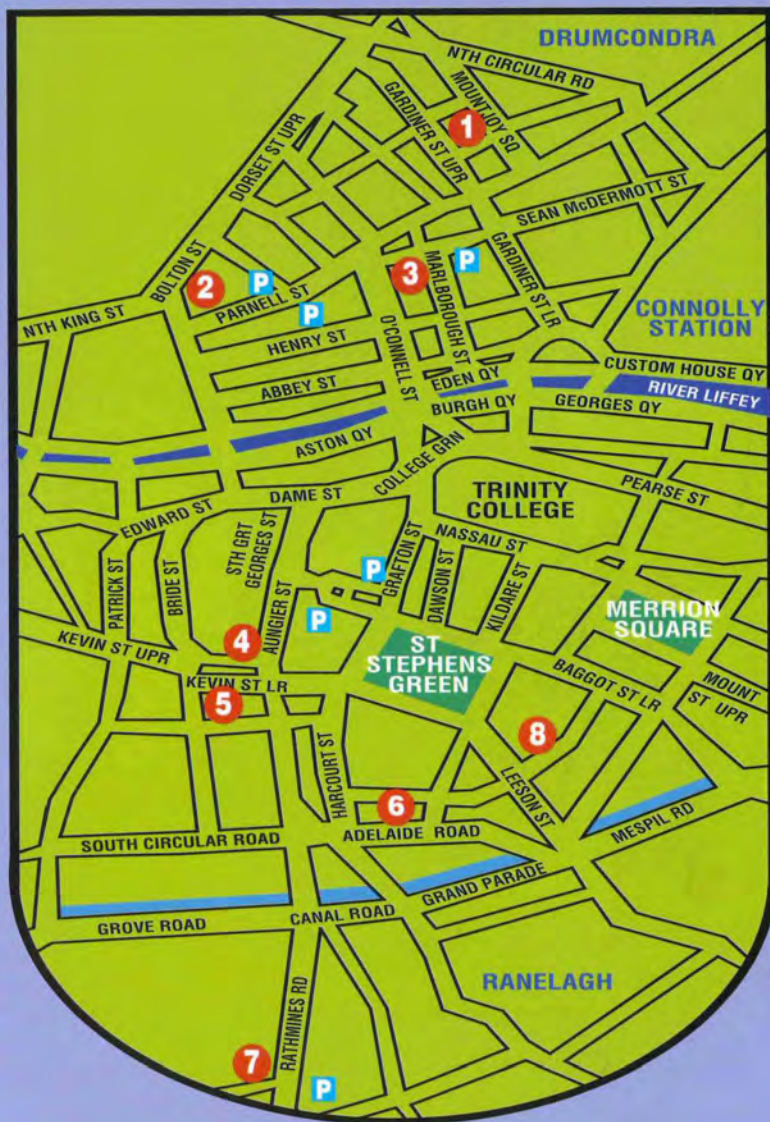 DRUMCONDRA
NTH CIRCULAR RD
MOUNTJOY SQ
1
GARDINER ST UPR
DORSET ST UPR
SEAN McDERMOTT ST
BOLTON ST
2
P
3
MARLBOROUGH ST
P
GARDINER ST LR
PARNELL ST
P
NTH KING ST
CONNOLLY
STATION
HENRY ST
O'CONNELL ST
ABBEY ST
EDEN QY
CUSTOM HOUSE QY
RIVER LIFFEY
BURGH QY
GEORGES QY
ASTON QY
COLLEGE GRN
PEARSE ST
TRINITY
COLLEGE
DAME ST
EDWARD ST
NASSAU ST
STH GRT
GEORGES ST
PATRICK ST
BRIDE ST
P
GRAFTON ST
DAWSON ST
KILDARE ST
MERRION
SQUARE
AUNGIER ST
P
KEVIN ST UPR
4
ST
STEPHENS
GREEN
BAGGOT ST LR
MOUNT
ST UPR
KEVIN ST LR
5
8
HARCOURT ST
LEESON ST
6
ADELAIDE ROAD
MESPIL RD
SOUTH CIRCULAR ROAD
GRAND PARADE
CANAL ROAD
GROVE ROAD
RANELAGH
RATHMINES RD
7
P